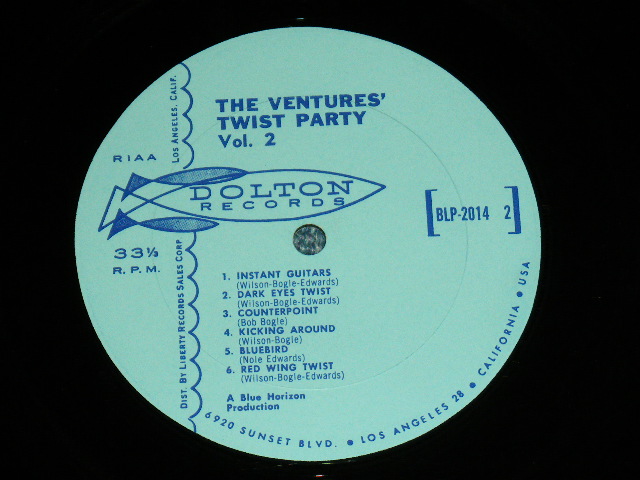 THE VENTURES'
TWIST PARTY
Vol. 2
LOS ANGELES, CALIF.
RIAA
DOLTON
RECORDS
BLP-2014 2
33⅓
R.P.M.
DIST. BY LIBERTY RECORDS SALES CORP.
1. INSTANT GUITARS
(Wilson-Bogle-Edwards)
2. DARK EYES TWIST
(Wilson-Bogle-Edwards)
3. COUNTERPOINT
(Bob Bogle)
4. KICKING AROUND
(Wilson-Bogle)
5. BLUEBIRD
(Nole Edwards)
6. RED WING TWIST
(Wilson-Bogle-Edwards)
A Blue Horizon
Production
6920 SUNSET BLVD. • LOS ANGELES 28 • CALIFORNIA • USA